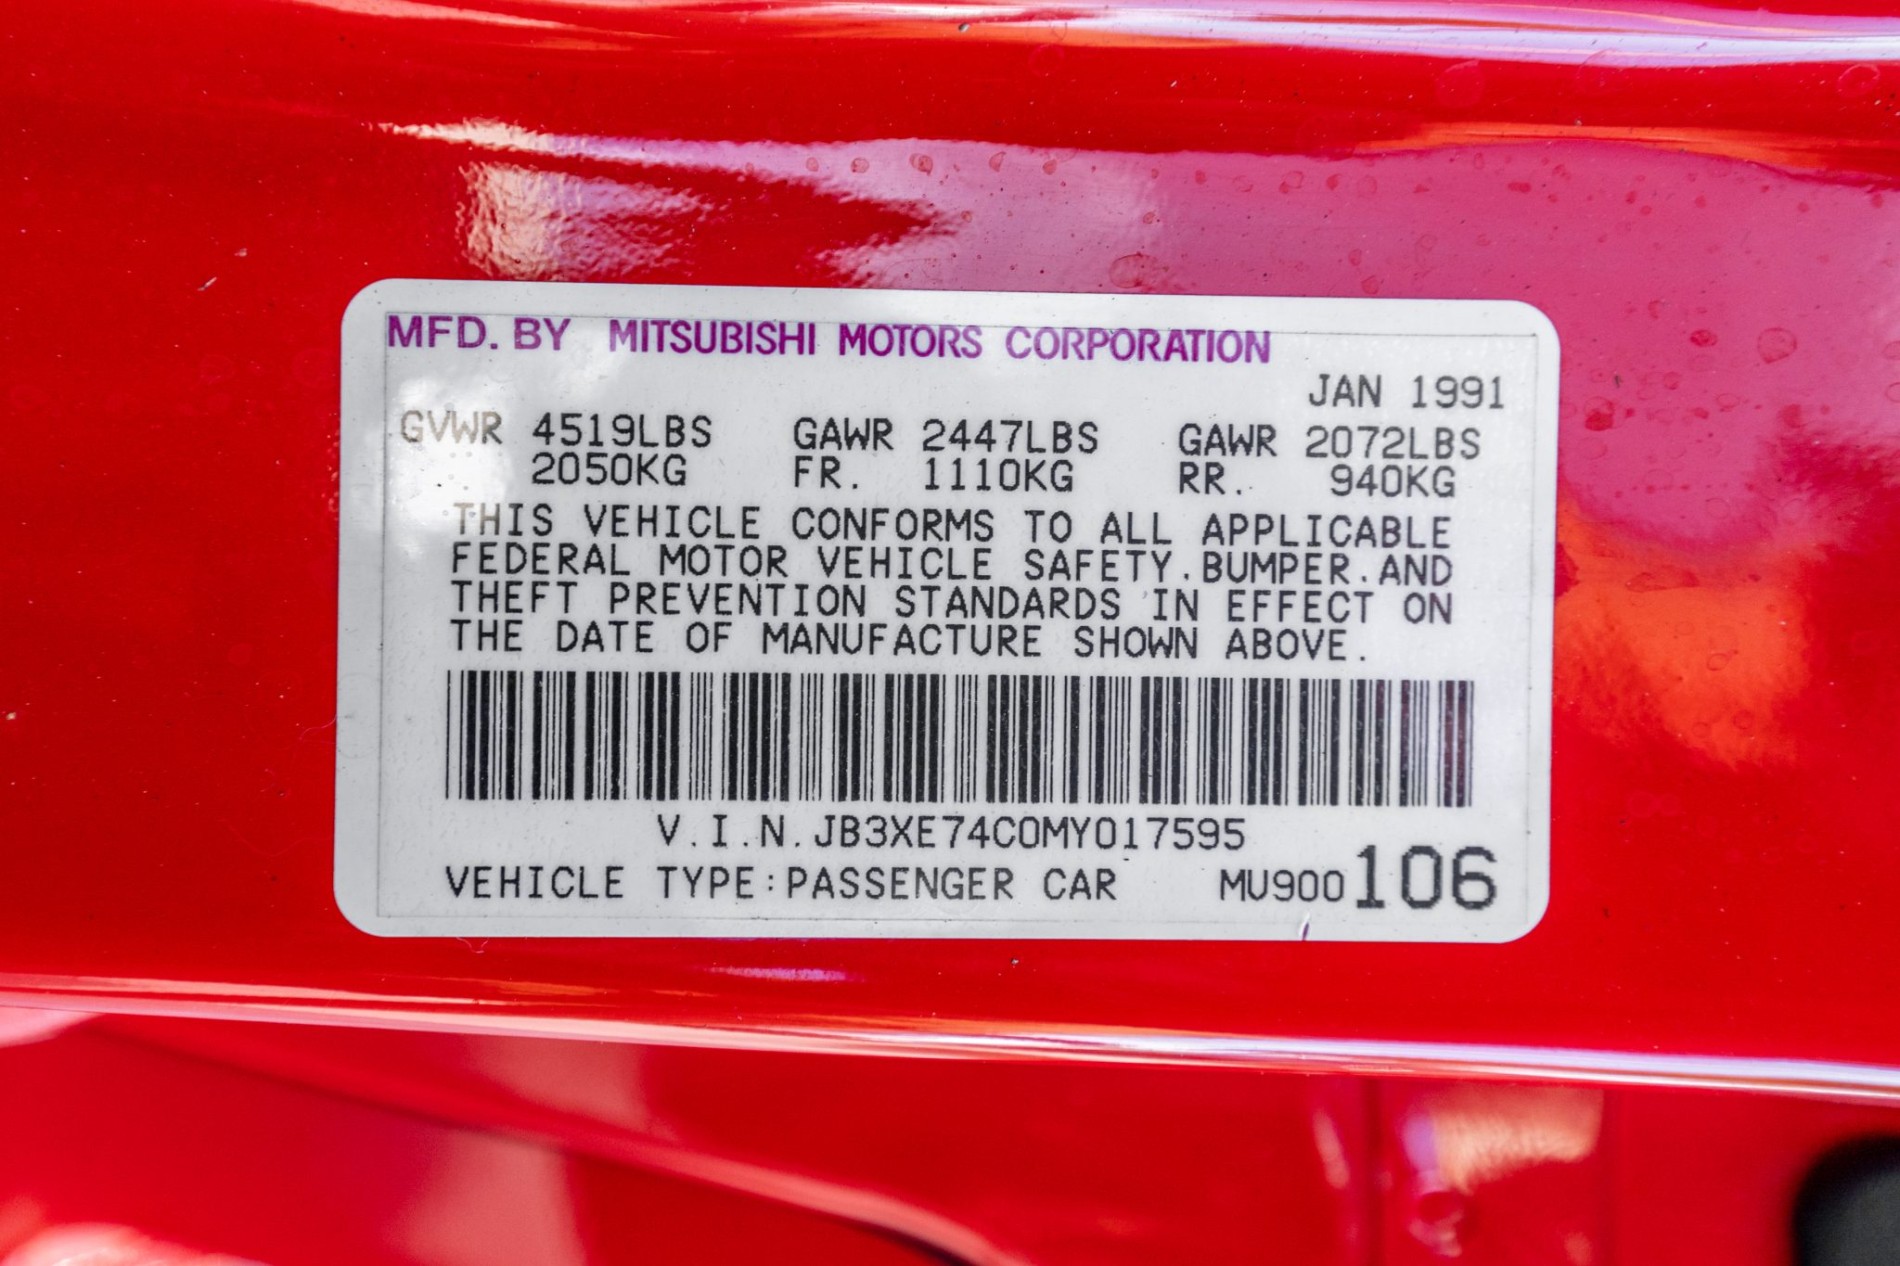 MFD. BY MITSUBISHI MOTORS CORPORATION
JAN 1991
GVWR 4519LBS GAWR 2447LBS GAWR 2072LBS
2050KG FR. 1110KG RR. 940KG
THIS VEHICLE CONFORMS TO ALL APPLICABLE
FEDERAL MOTOR VEHICLE SAFETY.BUMPER.AND
THEFT PREVENTION STANDARDS IN EFFECT ON
THE DATE OF MANUFACTURE SHOWN ABOVE.
V.I.N.JB3XE74C0MY017595
VEHICLE TYPE:PASSENGER CAR MU900106